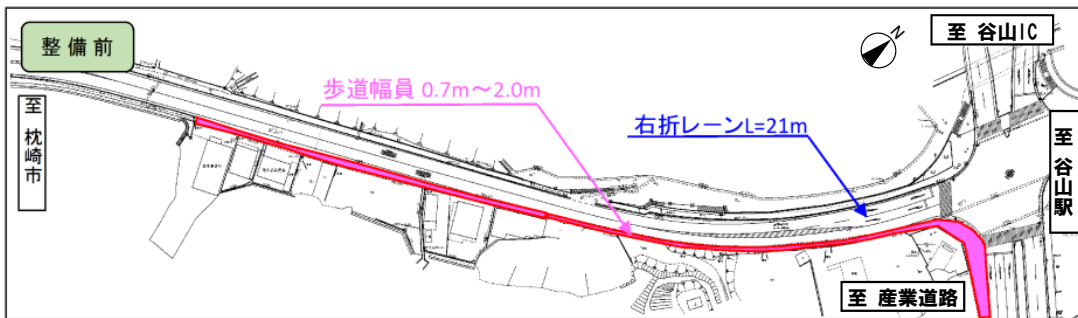 整備前
至 谷山IC
N
歩道幅員 0.7m～2.0m
右折レーンL=21m
至 枕崎市
至 谷山駅
至 産業道路